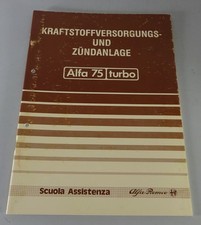 KRAFTSTOFFVERSORGUNGS-
UND
ZÜNDANLAGE
Alfa 75 turbo
Scuola Assistenza
Alfa Romeo